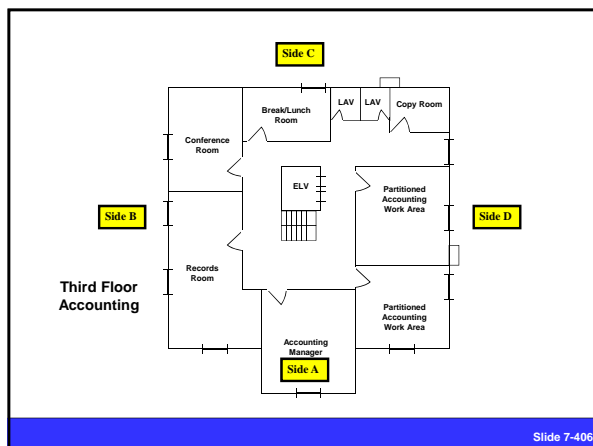 Side C
LAV
LAV
Copy Room
Break/Lunch
Room
Conference
Room
ELV
Partitioned
Accounting
Work Area
Side B
Side D
Records
Room
Third Floor
Accounting
Partitioned
Accounting
Work Area
Accounting
Manager
Side A
Slide 7-406